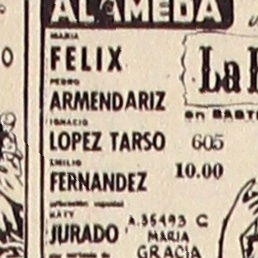 ALAMEDA
MARIA
FELIX
PEDRO
ARMENDARIZ
IGNACIO
LOPEZ TARSO 605
EMILIO 10.00
FERNANDEZ
KATY
JURADO
A.35493 C
MARIA
GRACIA
La
en